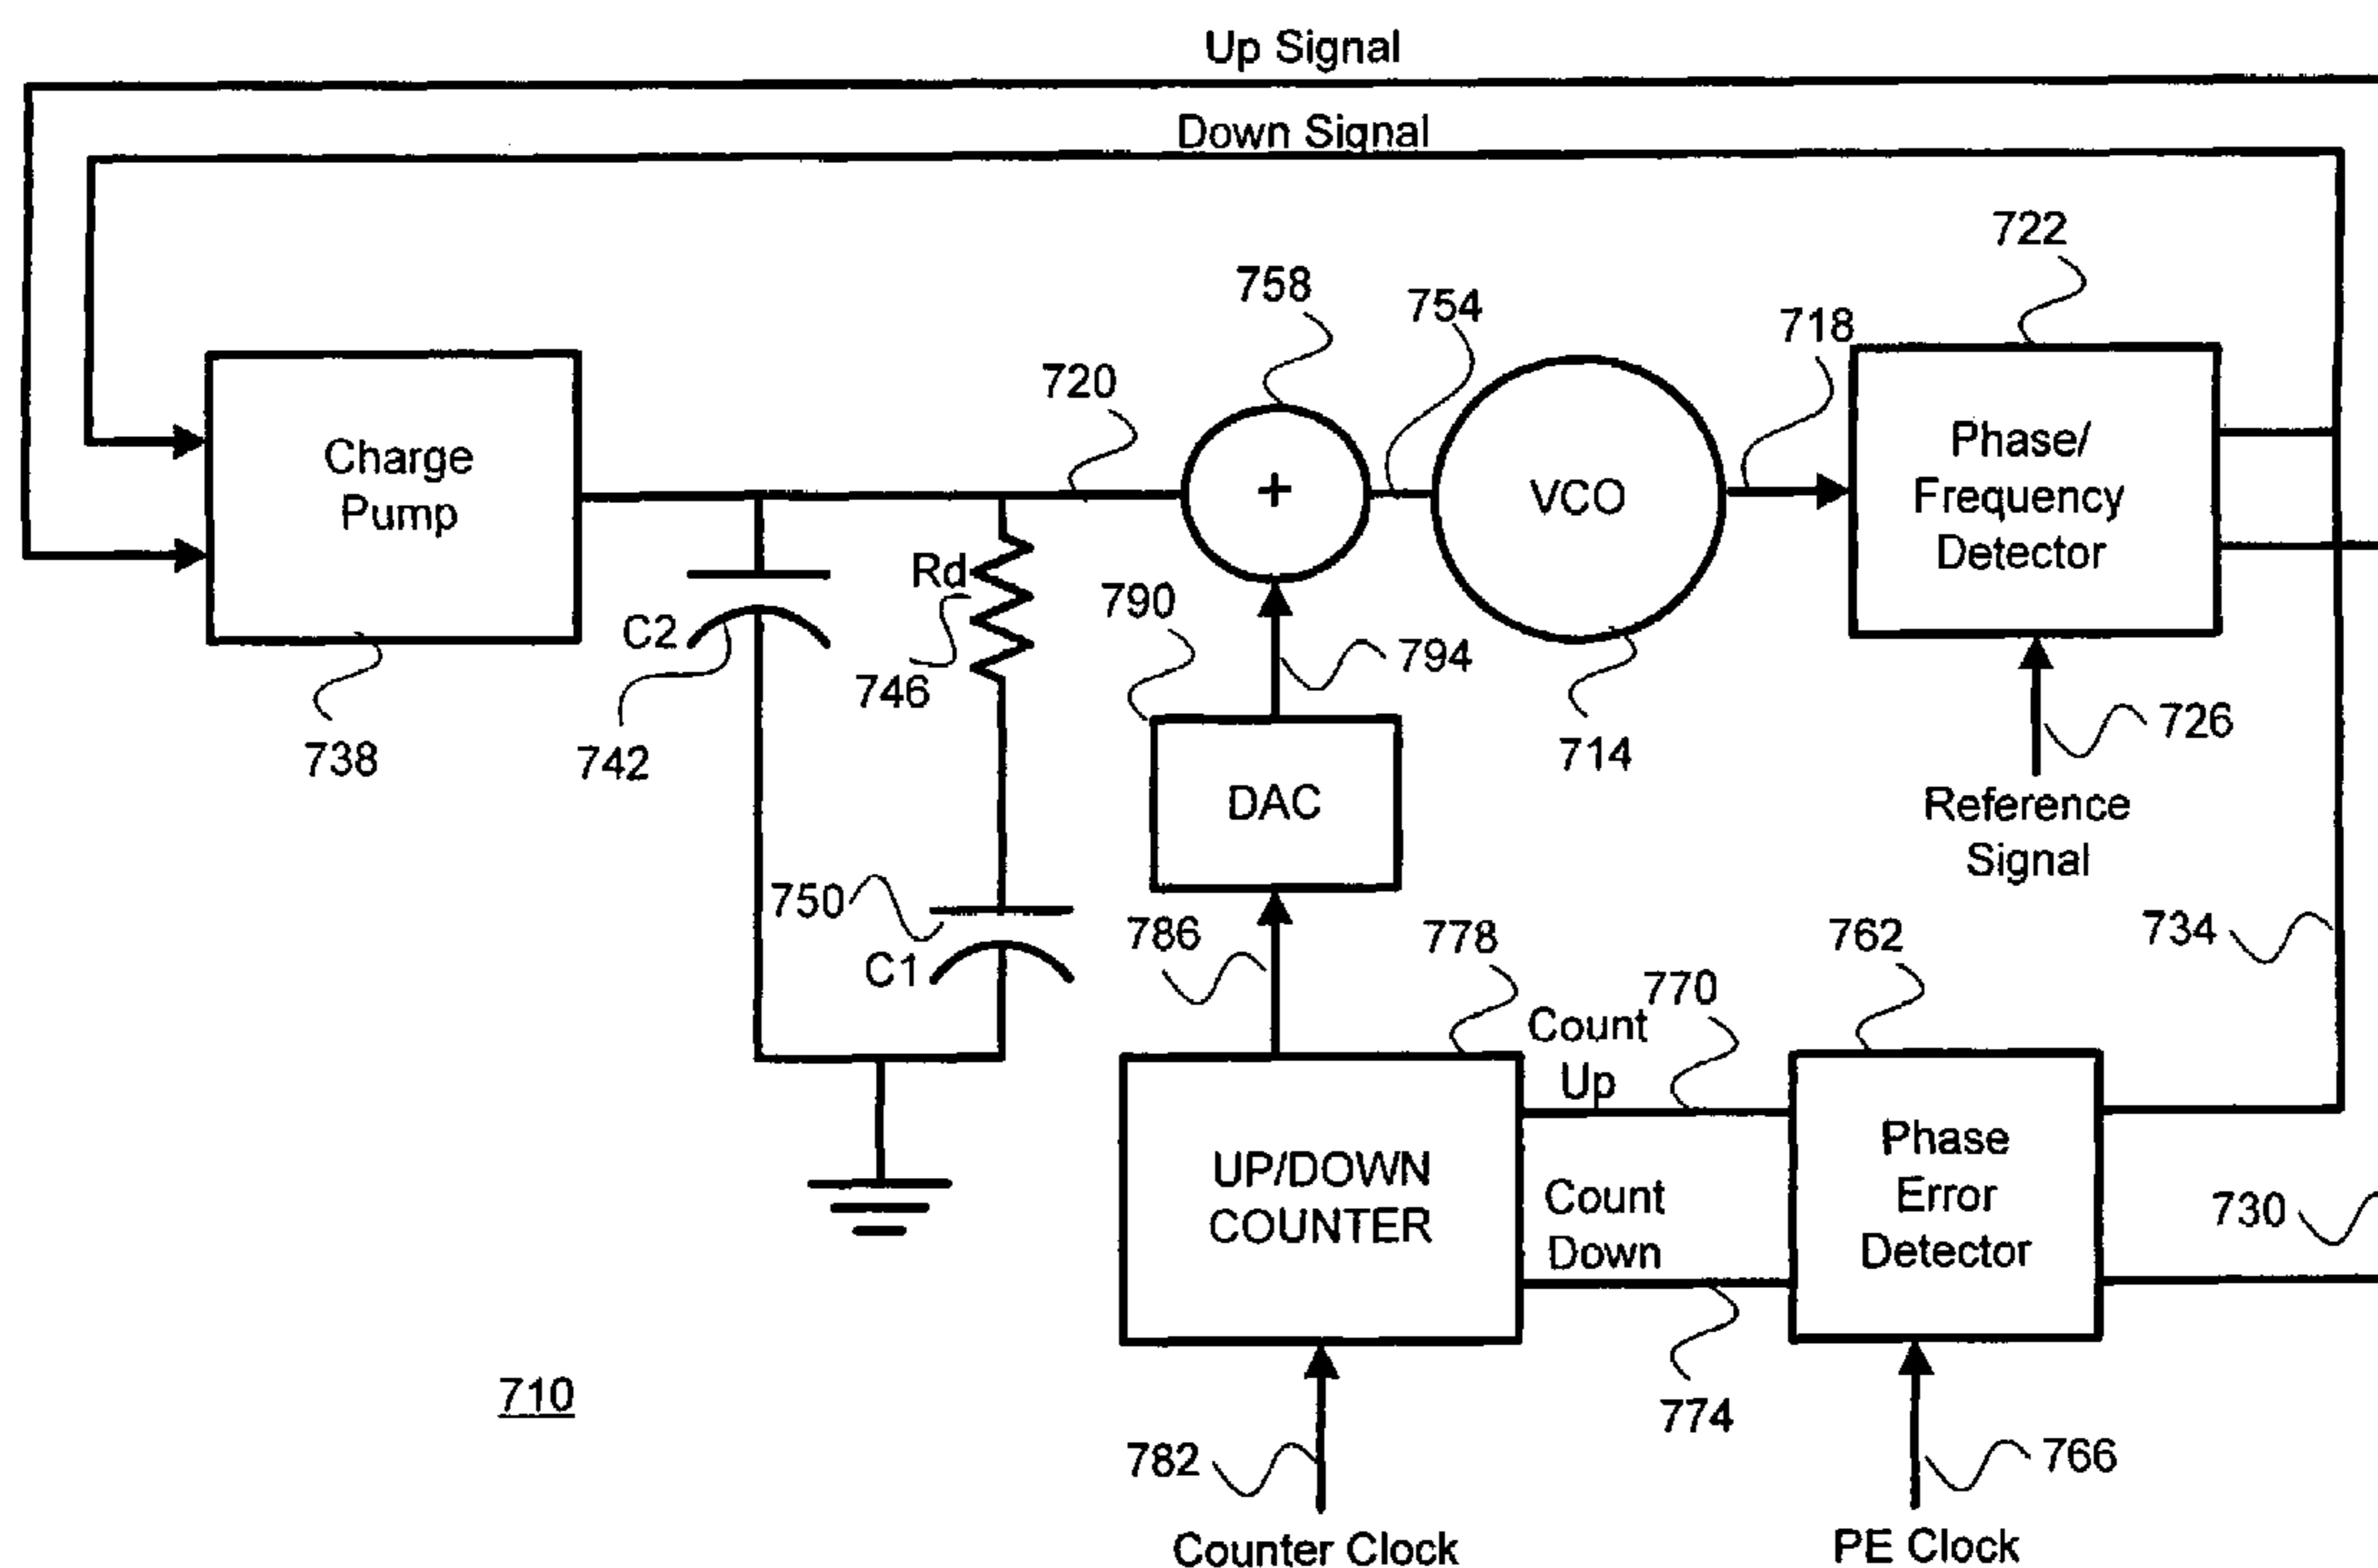 Up Signal
Down Signal
722
758
754
718
720
Charge
Pump
+
VCO
Phase/
Frequency
Detector
Rd
790
C2
746
794
738
742
714
726
DAC
Reference
Signal
750
C1
786
778
762
734
770
Count
Up
UP/DOWN
COUNTER
Count
Down
Phase
Error
Detector
730
710
774
782
766
Counter Clock
PE Clock